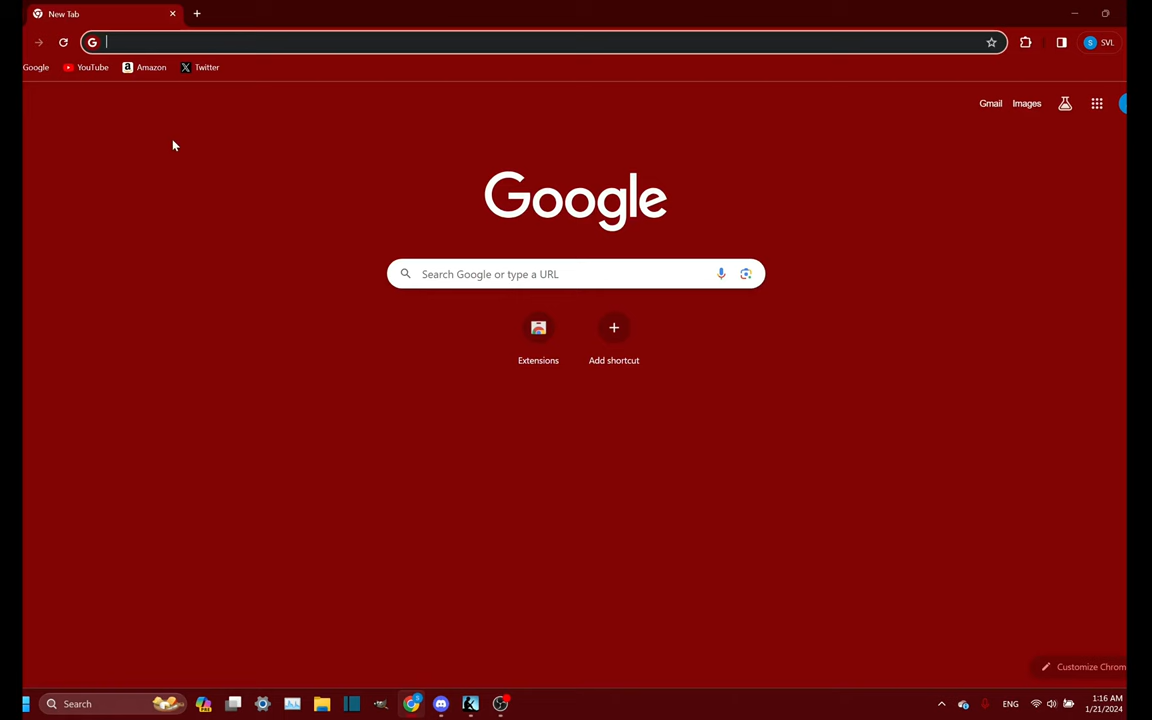 New Tab
SVL
Google YouTube Amazon Twitter
Gmail Images
Google
Search Google or type a URL
Extensions Add shortcut
Customize Chrom
Search
ENG
1:16 AM
1/21/2024